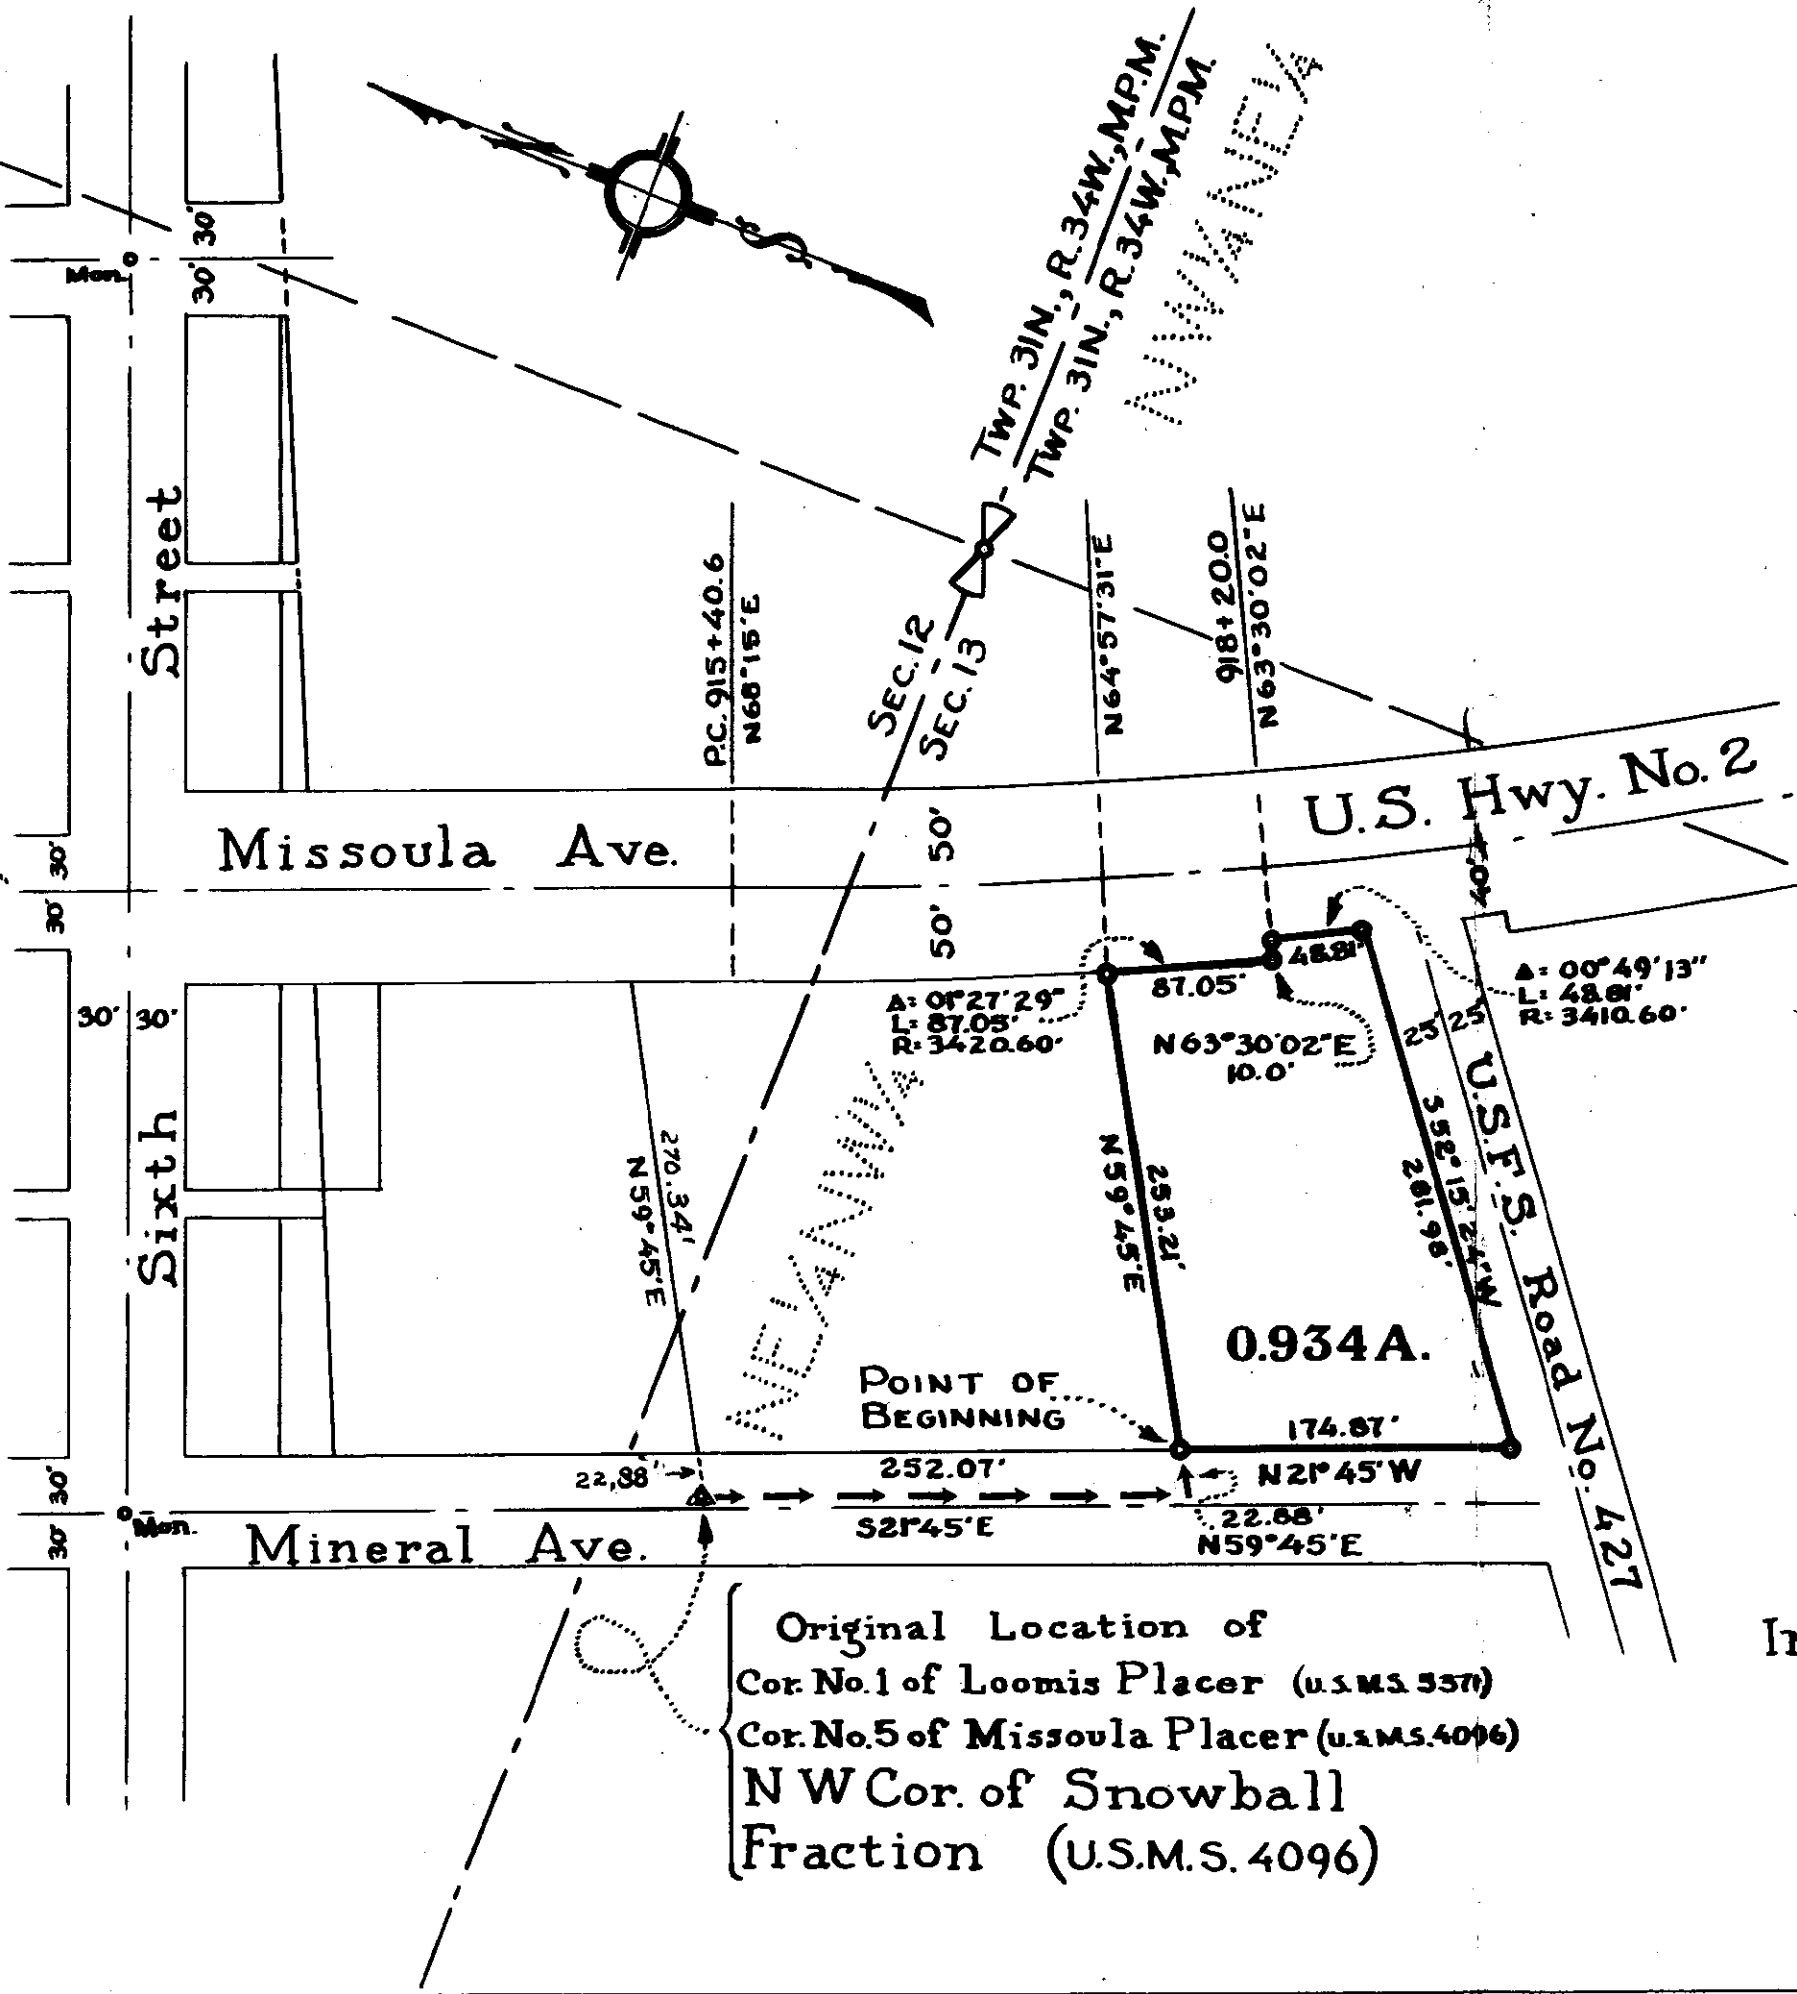 TWP. 31N., R. 34W., M.P.M.
TWP. 31N., R. 34W., M.P.M.
NW¼NE¼
30'
30'
Mon.
Street
P.C. 915+40.6
N68°15'E
SEC. 12
SEC. 13
N64°57'31"E
918+20.0
N63°30'02"E
U.S. Hwy. No. 2
Missoula Ave.
30'
30'
50'
50'
40'
48.81'
87.05'
Δ= 01°27'29"
L= 87.05'
R= 3420.60'
N63°30'02"E
10.0'
Δ= 00°49'13"
L= 48.81'
R= 3410.60'
30' 30'
25' 25'
U.S.F.S. Road No. 427
Sixth
270.34'
N59°45'E
NE¼NW¼
253.21'
N59°45'E
S52°15'24"W
281.98'
0.934A.
POINT OF
BEGINNING
174.87'
N21°45'W
22.88'
252.07'
S21°45'E
22.88'
N59°45'E
30'
30'
Mon.
Mineral Ave.
Original Location of
Cor. No. 1 of Loomis Placer (U.S.M.S. 5371)
Cor. No. 5 of Missoula Placer (U.S.M.S. 4096)
N W Cor. of Snowball
Fraction (U.S.M.S. 4096)